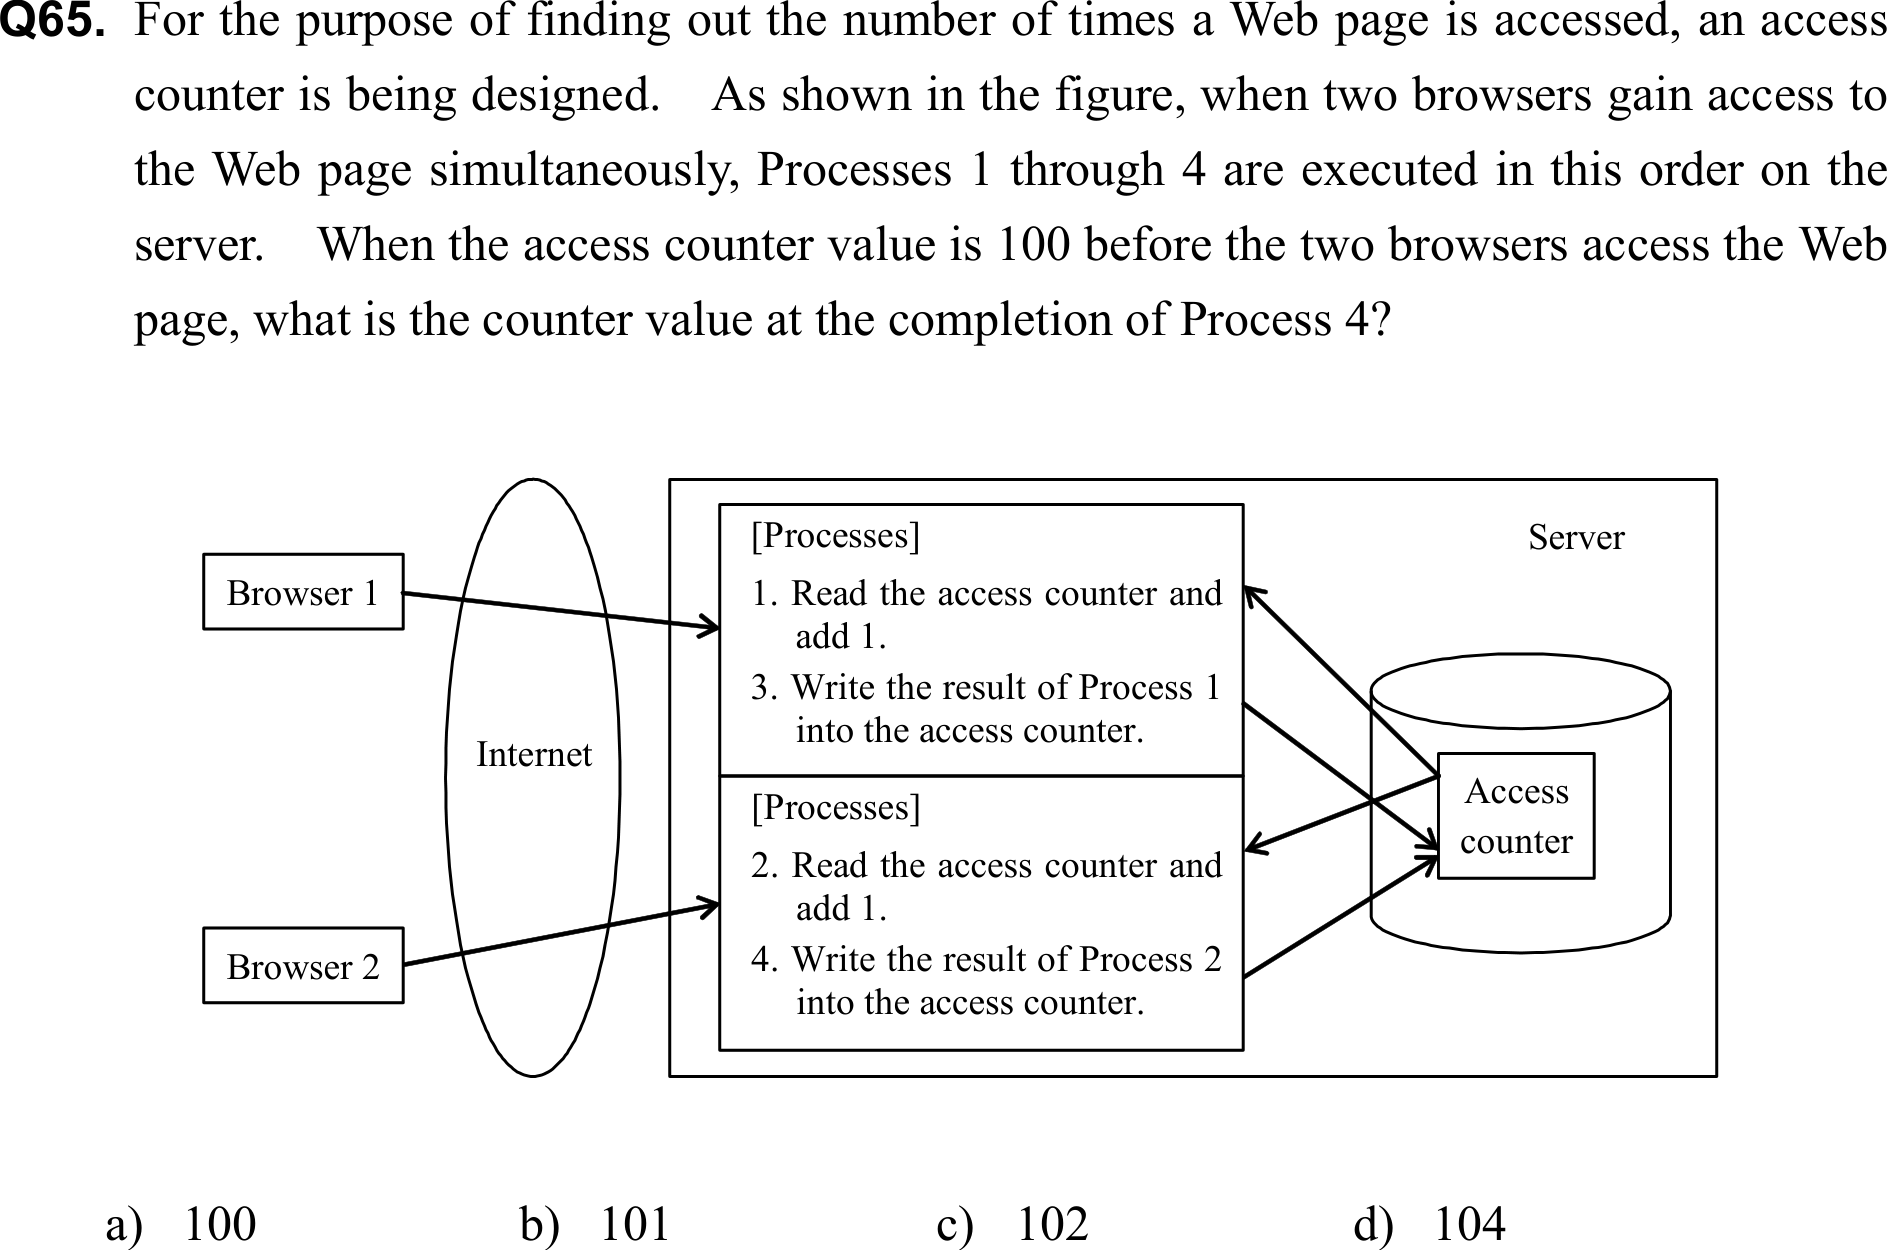 Q65. For the purpose of finding out the number of times a Web page is accessed, an access
counter is being designed. As shown in the figure, when two browsers gain access to
the Web page simultaneously, Processes 1 through 4 are executed in this order on the
server. When the access counter value is 100 before the two browsers access the Web
page, what is the counter value at the completion of Process 4?
[Processes]
Server
Browser 1
1. Read the access counter and
add 1.
3. Write the result of Process 1
into the access counter.
Internet
[Processes]
Access
counter
2. Read the access counter and
add 1.
Browser 2
4. Write the result of Process 2
into the access counter.
a) 100 b) 101 c) 102 d) 104